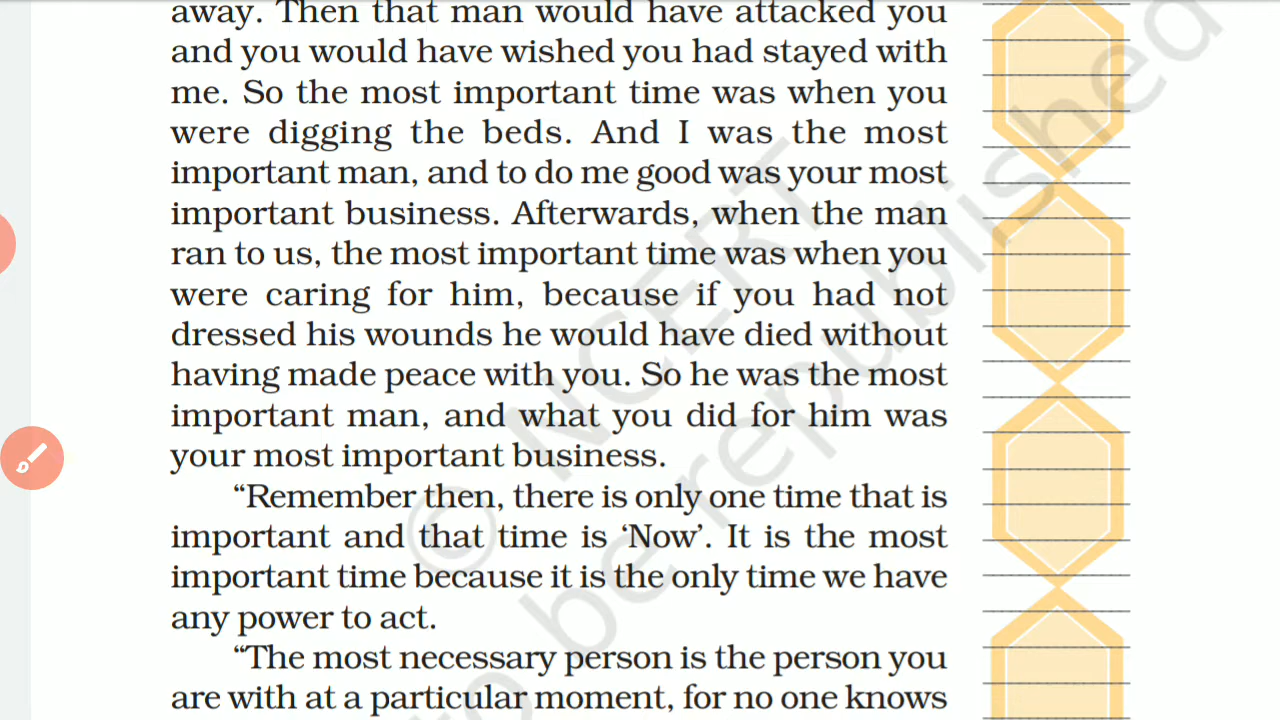 away. Then that man would have attacked you
and you would have wished you had stayed with
me. So the most important time was when you
were digging the beds. And I was the most
important man, and to do me good was your most
important business. Afterwards, when the man
ran to us, the most important time was when you
were caring for him, because if you had not
dressed his wounds he would have died without
having made peace with you. So he was the most
important man, and what you did for him was
your most important business.
“Remember then, there is only one time that is
important and that time is ‘Now’. It is the most
important time because it is the only time we have
any power to act.
“The most necessary person is the person you
are with at a particular moment, for no one knows
© NCERT
to be republished